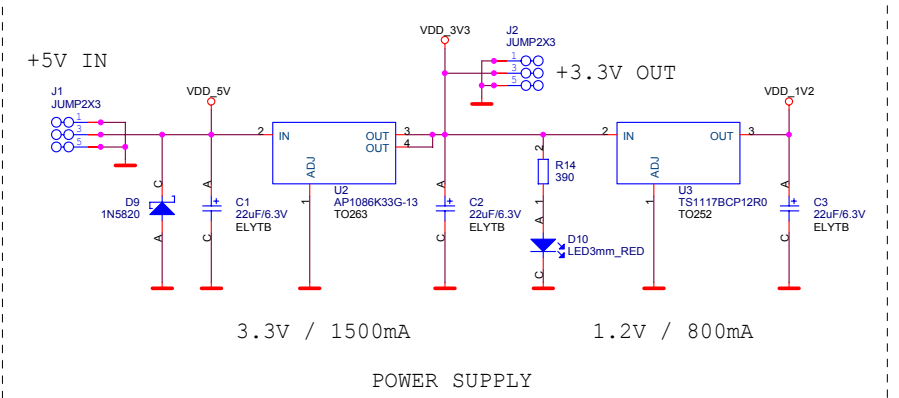 +5V IN
J1
JUMP2X3
1
3
5
VDD_5V
D9
1N5820
C
A
A
C1
22uF/6.3V
ELYTB
C
2
IN
OUT
3
OUT
4
ADJ
1
U2
AP1086K33G-13
TO263
VDD_3V3
J2
JUMP2X3
1
3
5
+3.3V OUT
A
C2
22uF/6.3V
ELYTB
C
2
R14
390
1
A
D10
LED3mm_RED
C
2
IN
OUT
3
ADJ
1
U3
TS1117BCP12R0
TO252
VDD_1V2
A
C3
22uF/6.3V
ELYTB
C
3.3V / 1500mA
1.2V / 800mA
POWER SUPPLY